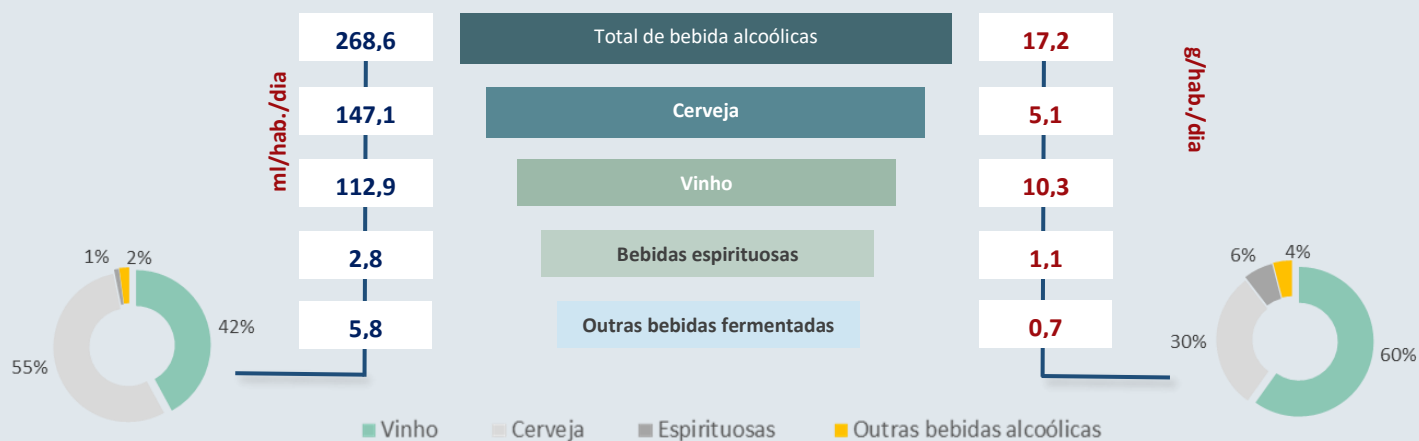 268,6 Total de bebida alcoólicas 17,2
ml/hab./dia
g/hab./dia
147,1 Cerveja 5,1
112,9 Vinho 10,3
2,8 Bebidas espirituosas 1,1
5,8 Outras bebidas fermentadas 0,7
1% 2%
42%
55%
6% 4%
30%
60%
Vinho Cerveja Espirituosas Outras bebidas alcoólicas